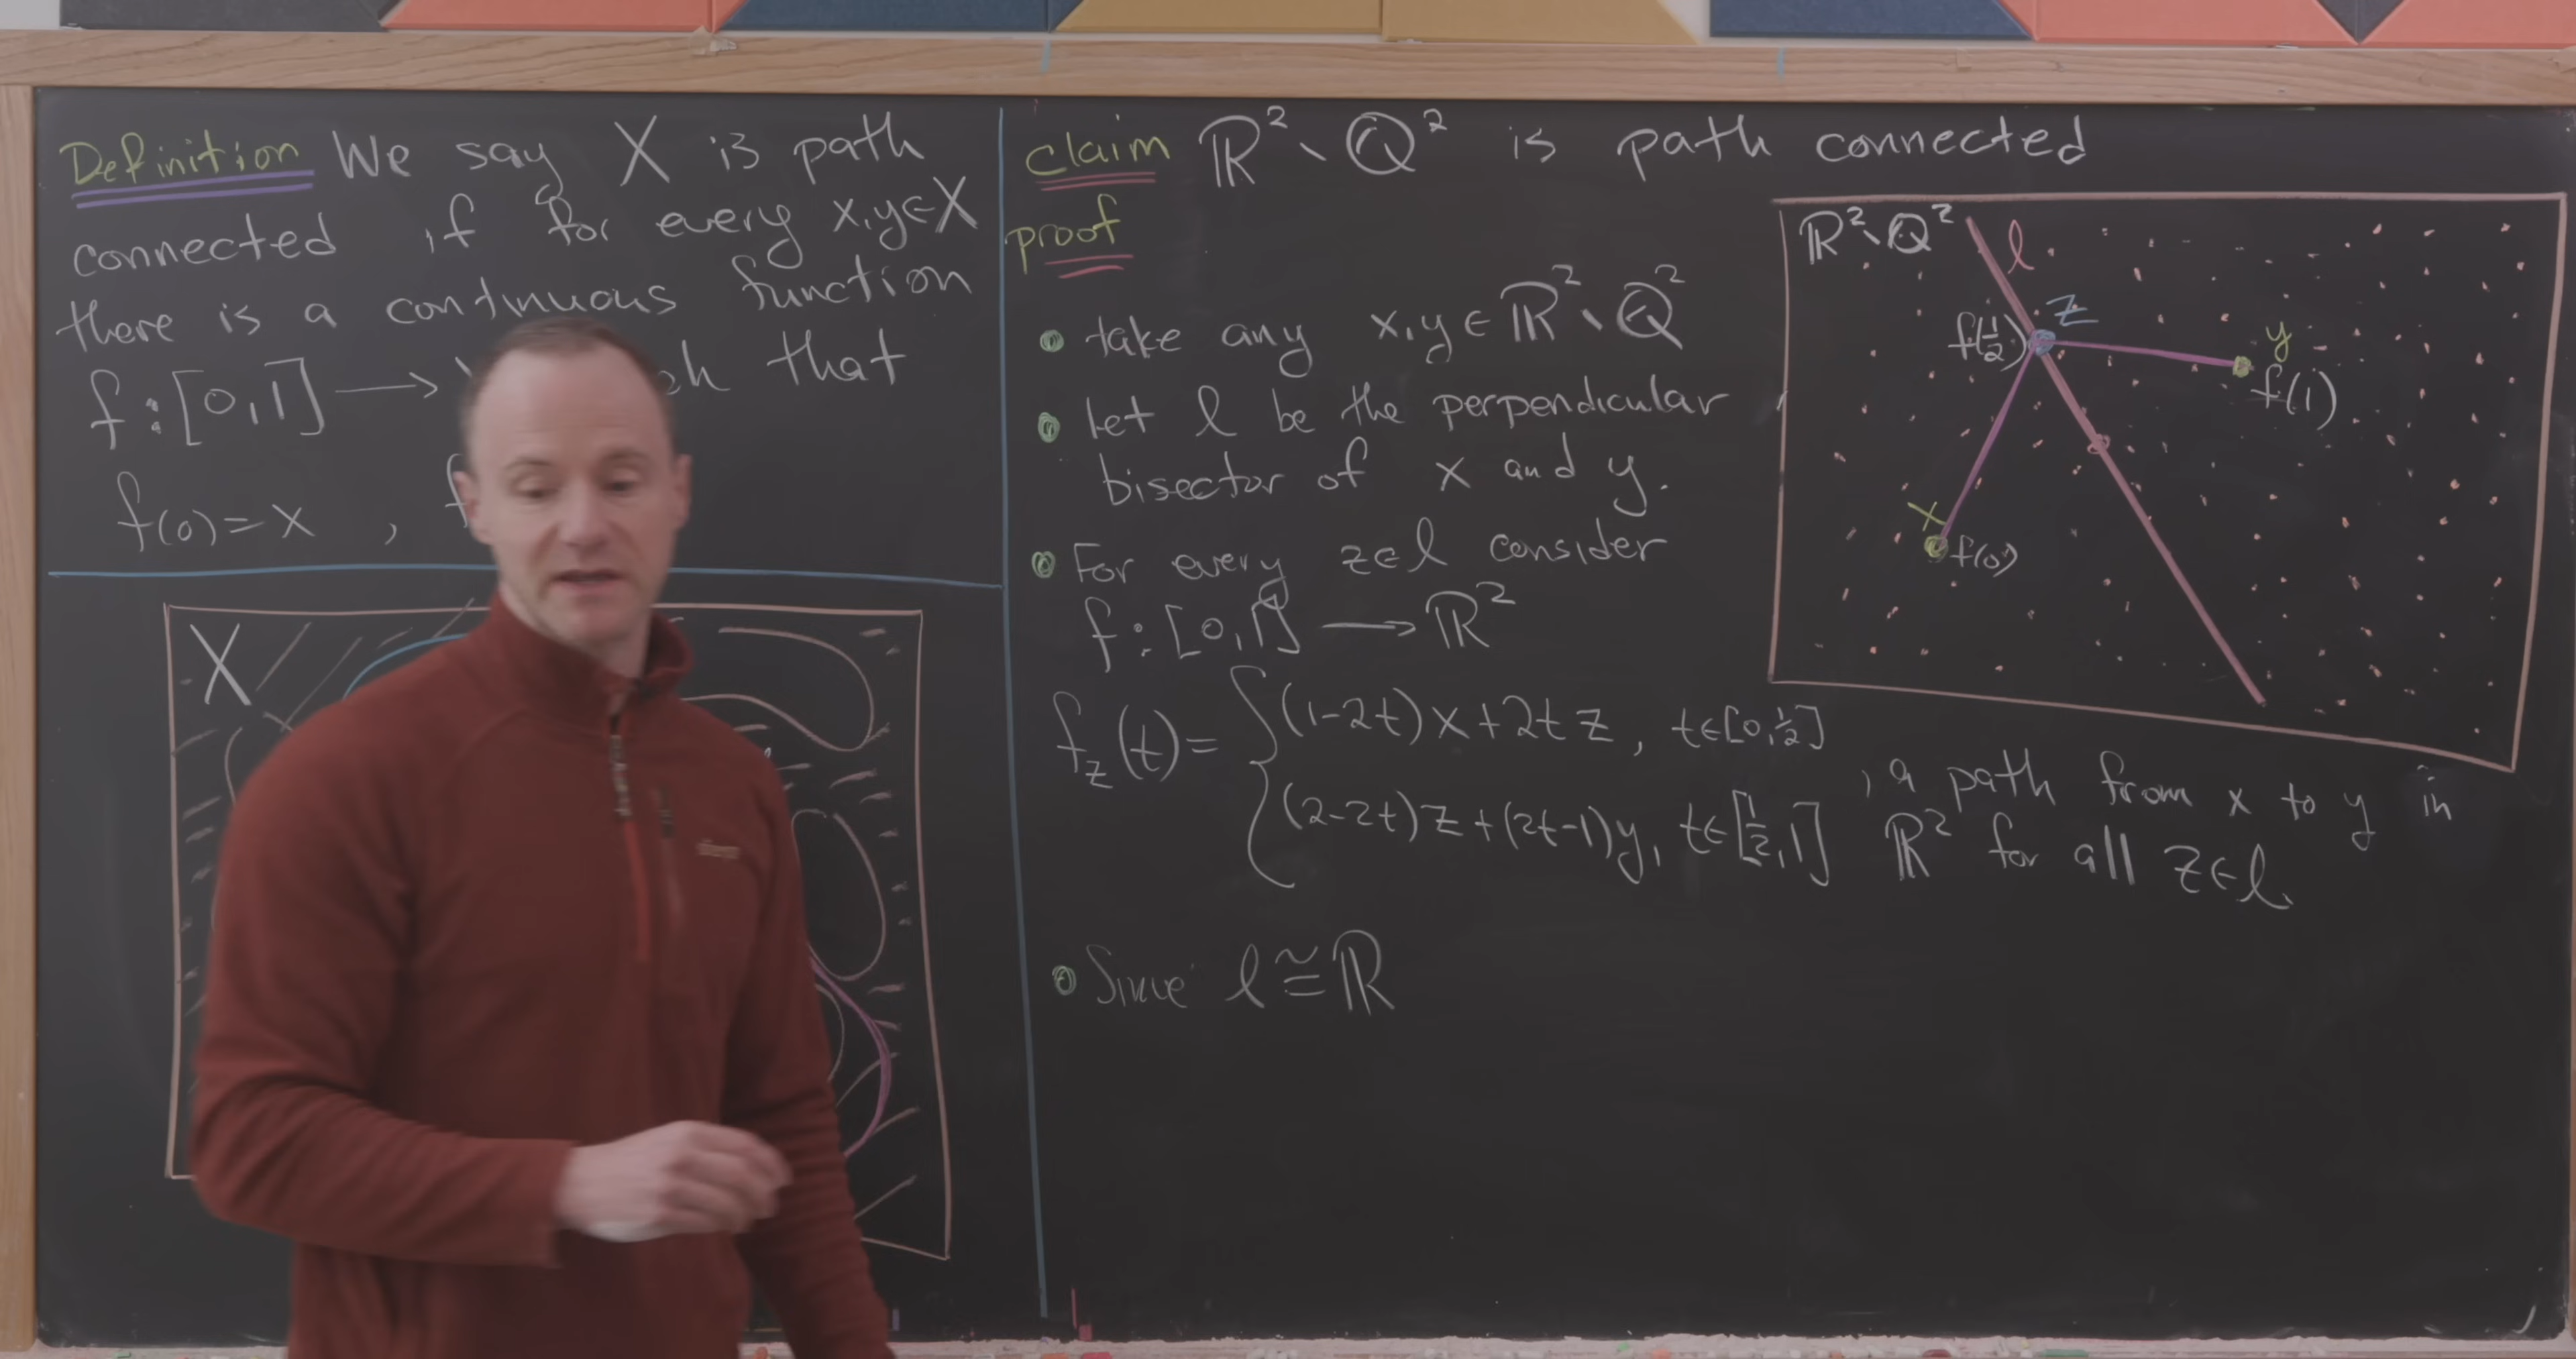 Definition We say X is path
connected if for every x,y∈X
there is a continuous function
f:[0,1]→ that
f(0)=x ,
X
claim ℝ²∖ℚ² is path connected
proof
• take any x,y∈ℝ²∖ℚ²
• Let ℓ be the perpendicular
bisector of x and y.
• For every z∈ℓ consider
f:[0,1]→ℝ²
f_z(t)= { (1-2t)x+2tz, t∈[0,½]
(2-2t)z+(2t-1)y, t∈[½,1]
, a path from x to y in
ℝ² for all z∈ℓ.
• Since ℓ≅ℝ
ℝ²∖ℚ² ℓ
f(½) z
y
f(1)
x
f(0)